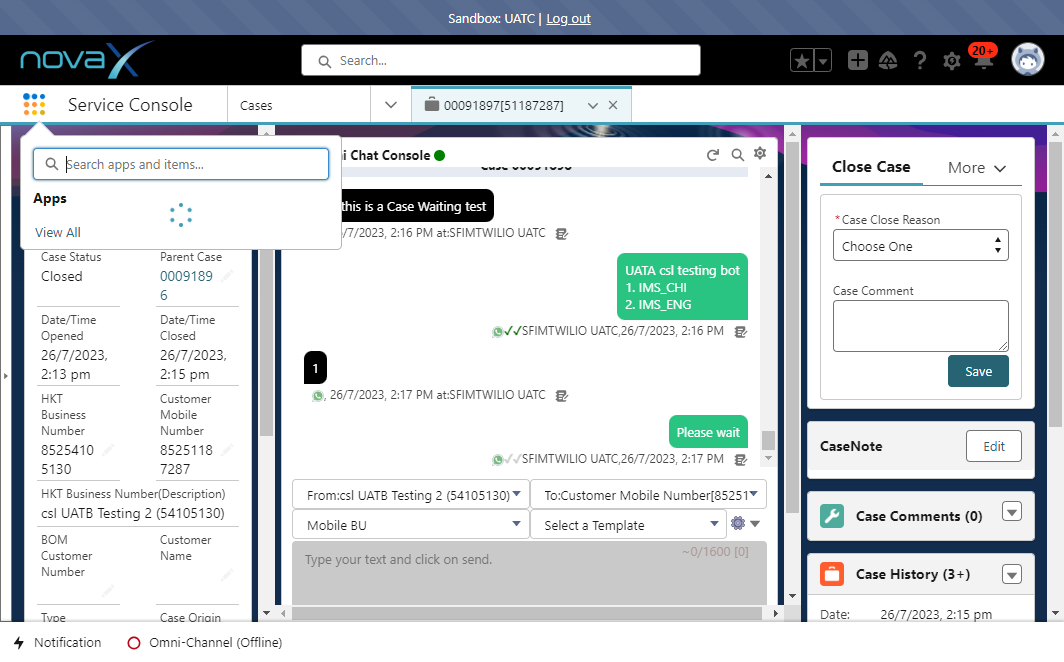 Sandbox: UATC | Log out
novaX
Search...
20+
Service Console
Cases
00091897[51187287]
Search apps and items...
Apps
View All
Case Status
Closed
Parent Case
0009189
6
Date/Time
Opened
26/7/2023,
2:13 pm
Date/Time
Closed
26/7/2023,
2:15 pm
HKT
Business
Number
8525410
5130
Customer
Mobile
Number
8525118
7287
HKT Business Number(Description)
csl UATB Testing 2 (54105130)
BOM
Customer
Number
Customer
Name
Type
Case Origin
i Chat Console
Case 00091896
this is a Case Waiting test
/7/2023, 2:16 PM at:SFIMTWILIO UATC
UATA csl testing bot
1. IMS_CHI
2. IMS_ENG
SFIMTWILIO UATC,26/7/2023, 2:16 PM
1
, 26/7/2023, 2:17 PM at:SFIMTWILIO UATC
Please wait
SFIMTWILIO UATC,26/7/2023, 2:17 PM
From:csl UATB Testing 2 (54105130)
To:Customer Mobile Number[85251
Mobile BU
Select a Template
Type your text and click on send.
~0/1600 [0]
Close Case
More
*Case Close Reason
Choose One
Case Comment
Save
CaseNote
Edit
Case Comments (0)
Case History (3+)
Date:
26/7/2023, 2:15 pm
Notification
Omni-Channel (Offline)